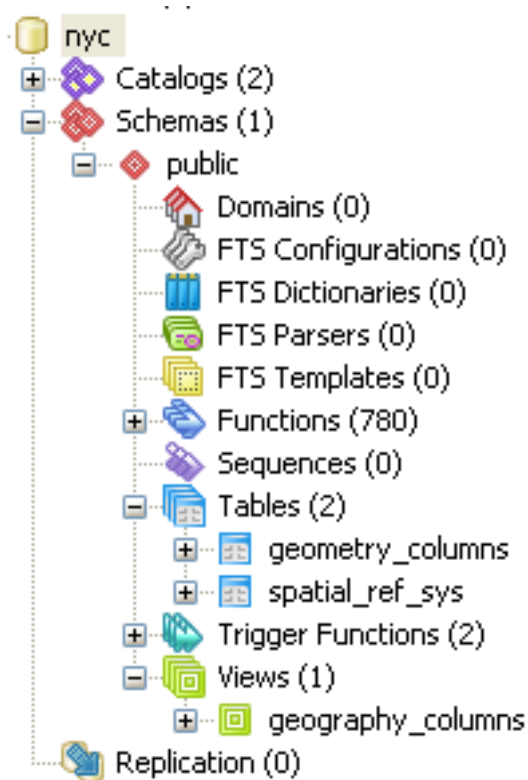 nyc
Catalogs (2)
Schemas (1)
public
Domains (0)
FTS Configurations (0)
FTS Dictionaries (0)
FTS Parsers (0)
FTS Templates (0)
Functions (780)
Sequences (0)
Tables (2)
geometry_columns
spatial_ref_sys
Trigger Functions (2)
Views (1)
geography_columns
Replication (0)